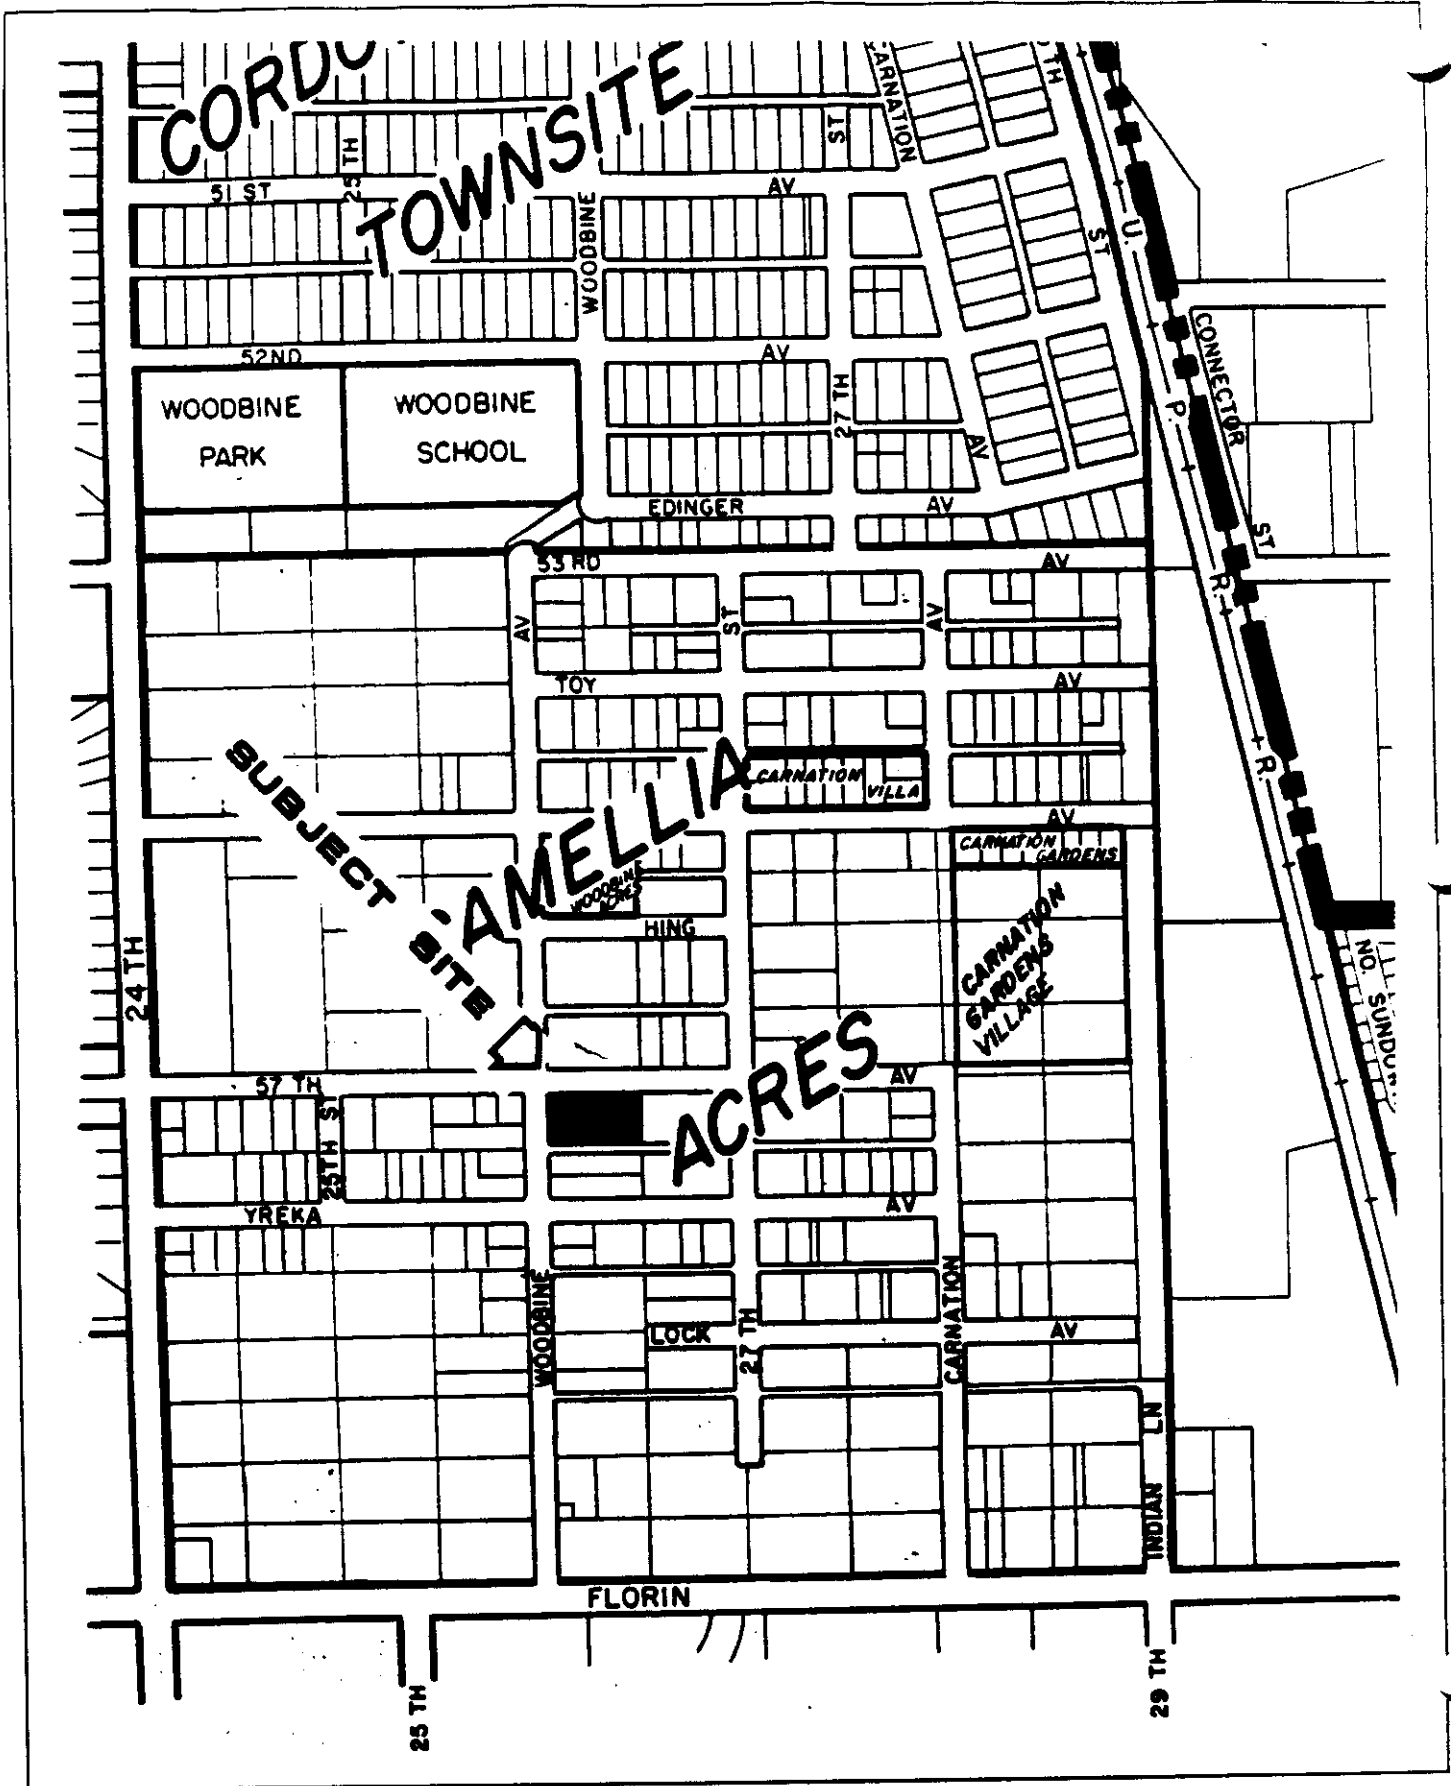 CORDO
TOWNSITE
CARNATION
TH
ST
25 TH
51 ST
AV
WOODBINE
U.
ST
52ND
AV
CONNECTOR
WOODBINE
PARK
WOODBINE
SCHOOL
27 TH
P.
AV
EDINGER
AV
ST
53 RD
AV
R.
AV
ST
AV
TOY
AV
R.
SUBJECT
SITE
AMELLIA
ACRES
CARNATION
VILLA
AV
CARNATION
GARDENS
WOODBINE
ACRES
HING
CARNATION
GARDENS
VILLAGE
24 TH
NO.
57 TH
AV
25TH ST
YREKA
AV
WOODBINE
27 TH
CARNATION
LOCK
AV
INDIAN LN
FLORIN
25 TH
29 TH